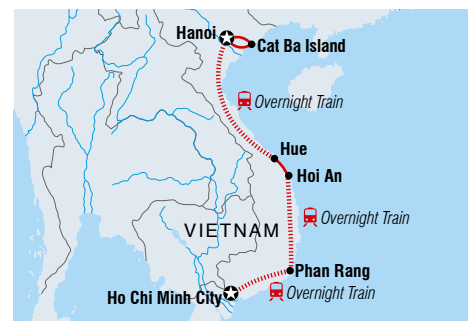 Hanoi
Cat Ba Island
Overnight Train
Hue
Hoi An
Overnight Train
VIETNAM
Phan Rang
Ho Chi Minh City
Overnight Train